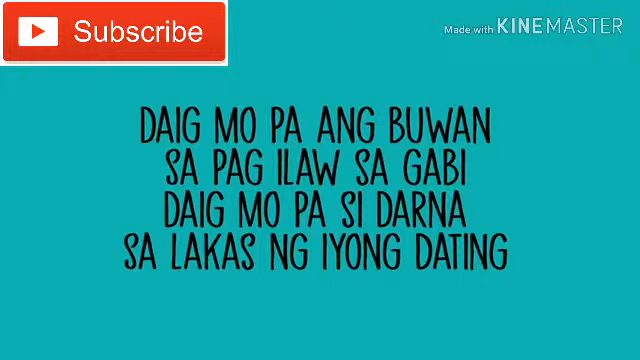 Subscribe
Made with KINEMASTER
DAIG MO PA ANG BUWAN
SA PAG ILAW SA GABI
DAIG MO PA SI DARNA
SA LAKAS NG IYONG DATING